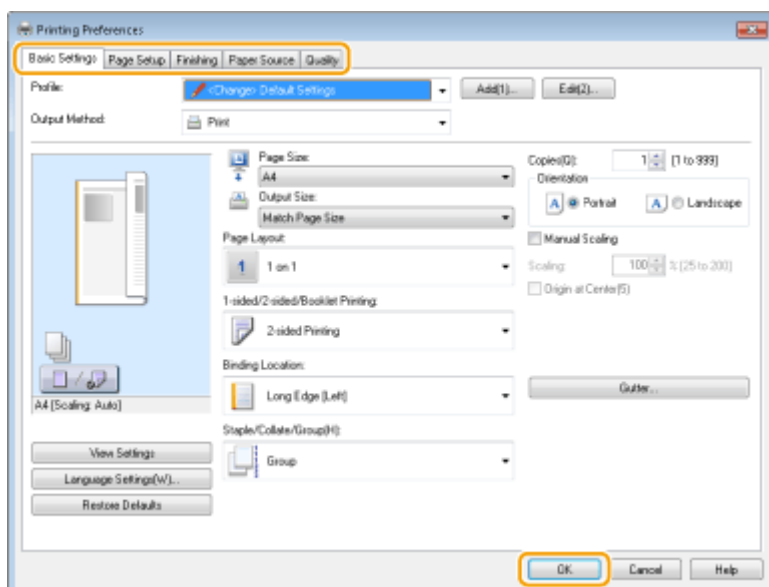 Printing Preferences
Basic Settings Page Setup Finishing Paper Source Quality
Profile: <Change> Default Settings Add(1)... Edit(2)...
Output Method: Print
Page Size:
A4
Output Size:
Match Page Size
Page Layout:
1 1 on 1
1-sided/2-sided/Booklet Printing:
2-sided Printing
Binding Location:
Long Edge [Left]
Staple/Collate/Group(H):
Group
Copies(Q): 1 [1 to 999]
Orientation
A Portrait A Landscape
Manual Scaling
Scaling: 100 % [25 to 200]
Origin at Center(5)
Gutter...
A4 [Scaling: Auto]
View Settings
Language Settings(W)...
Restore Defaults
OK Cancel Help